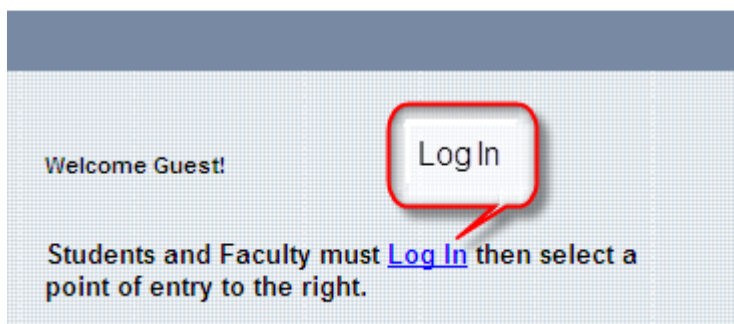 Log In
Welcome Guest!
Students and Faculty must Log In then select a
point of entry to the right.